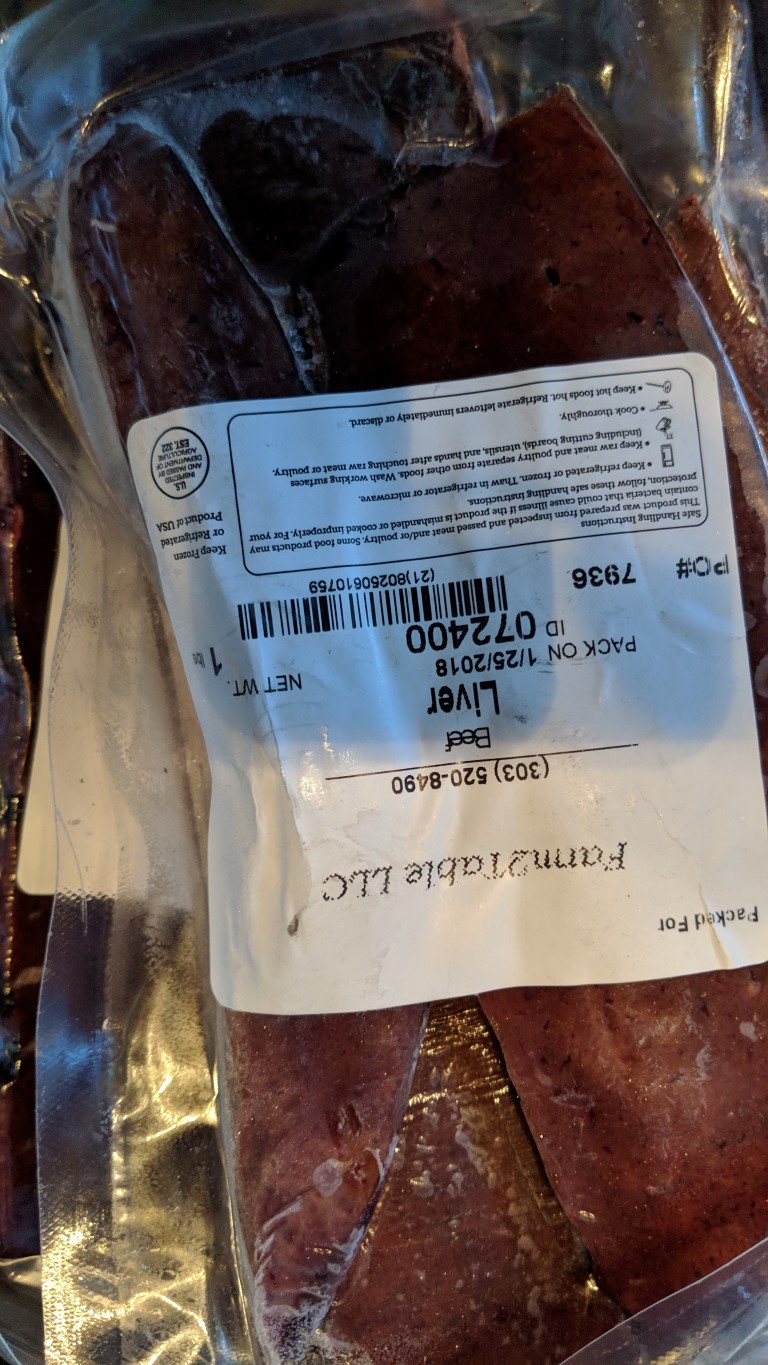 Packed For
Farm2Table LLC
(303) 520-8490
Beef
Liver
NET WT. 1 lbs
PACK ON 1/25/2018
ID 072400
(21)80250610759
PO#: 7936
Keep Frozen
or Refrigerated
Product of USA
Safe Handling Instructions
This product was prepared from inspected and passed meat and/or poultry. Some food products may
contain bacteria that could cause illness if the product is mishandled or cooked improperly. For your
protection, follow these safe handling instructions.
• Keep refrigerated or frozen. Thaw in refrigerator or microwave.
• Keep raw meat and poultry separate from other foods. Wash working surfaces
(including cutting boards), utensils, and hands after touching raw meat or poultry.
• Cook thoroughly.
• Keep hot foods hot. Refrigerate leftovers immediately or discard.
U.S.
INSPECTED
AND PASSED BY
DEPARTMENT OF
AGRICULTURE
EST. 322